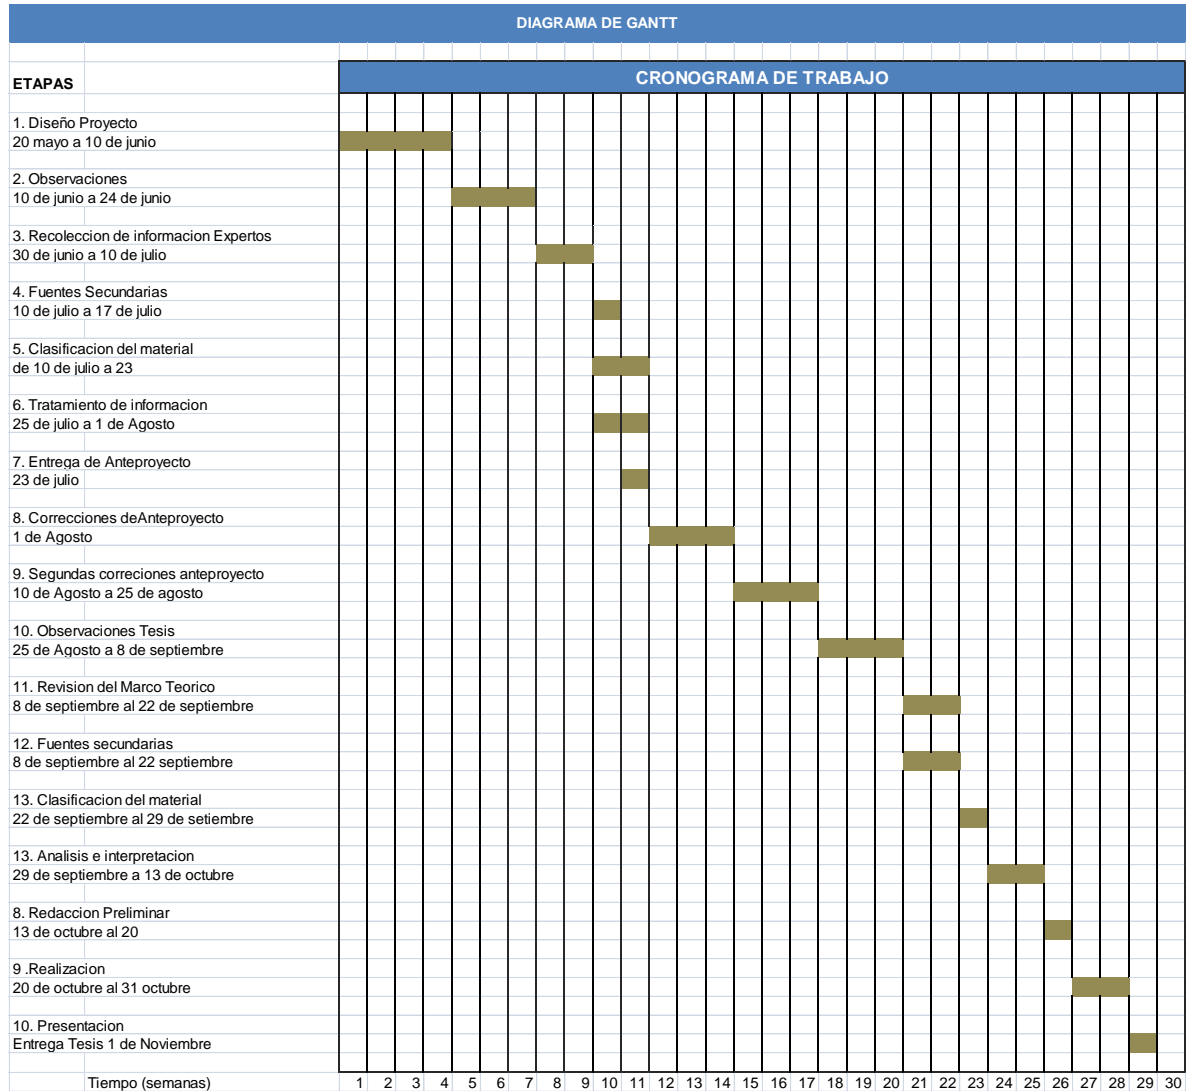 DIAGRAMA DE GANTT
ETAPAS
CRONOGRAMA DE TRABAJO
1. Diseño Proyecto
20 mayo a 10 de junio
2. Observaciones
10 de junio a 24 de junio
3. Recoleccion de informacion Expertos
30 de junio a 10 de julio
4. Fuentes Secundarias
10 de julio a 17 de julio
5. Clasificacion del material
de 10 de julio a 23
6. Tratamiento de informacion
25 de julio a 1 de Agosto
7. Entrega de Anteproyecto
23 de julio
8. Correcciones deAnteproyecto
1 de Agosto
9. Segundas correciones anteproyecto
10 de Agosto a 25 de agosto
10. Observaciones Tesis
25 de Agosto a 8 de septiembre
11. Revision del Marco Teorico
8 de septiembre al 22 de septiembre
12. Fuentes secundarias
8 de septiembre al 22 septiembre
13. Clasificacion del material
22 de septiembre al 29 de setiembre
13. Analisis e interpretacion
29 de septiembre a 13 de octubre
8. Redaccion Preliminar
13 de octubre al 20
9 .Realizacion
20 de octubre al 31 octubre
10. Presentacion
Entrega Tesis 1 de Noviembre
Tiempo (semanas) 1 2 3 4 5 6 7 8 9 10 11 12 13 14 15 16 17 18 19 20 21 22 23 24 25 26 27 28 29 30